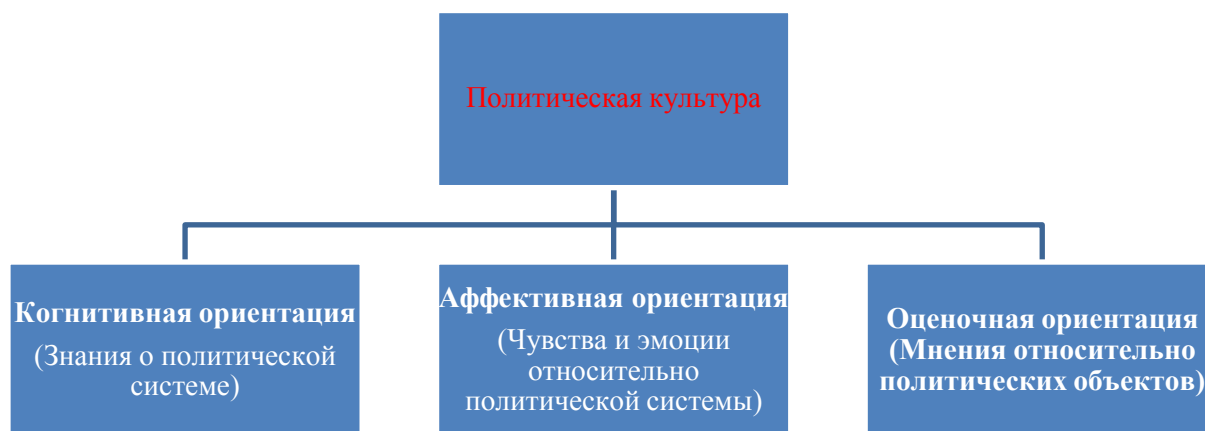 Политическая культура
Когнитивная ориентация
(Знания о политической
системе)
Аффективная ориентация
(Чувства и эмоции
относительно
политической системы)
Оценочная ориентация
(Мнения относительно
политических объектов)